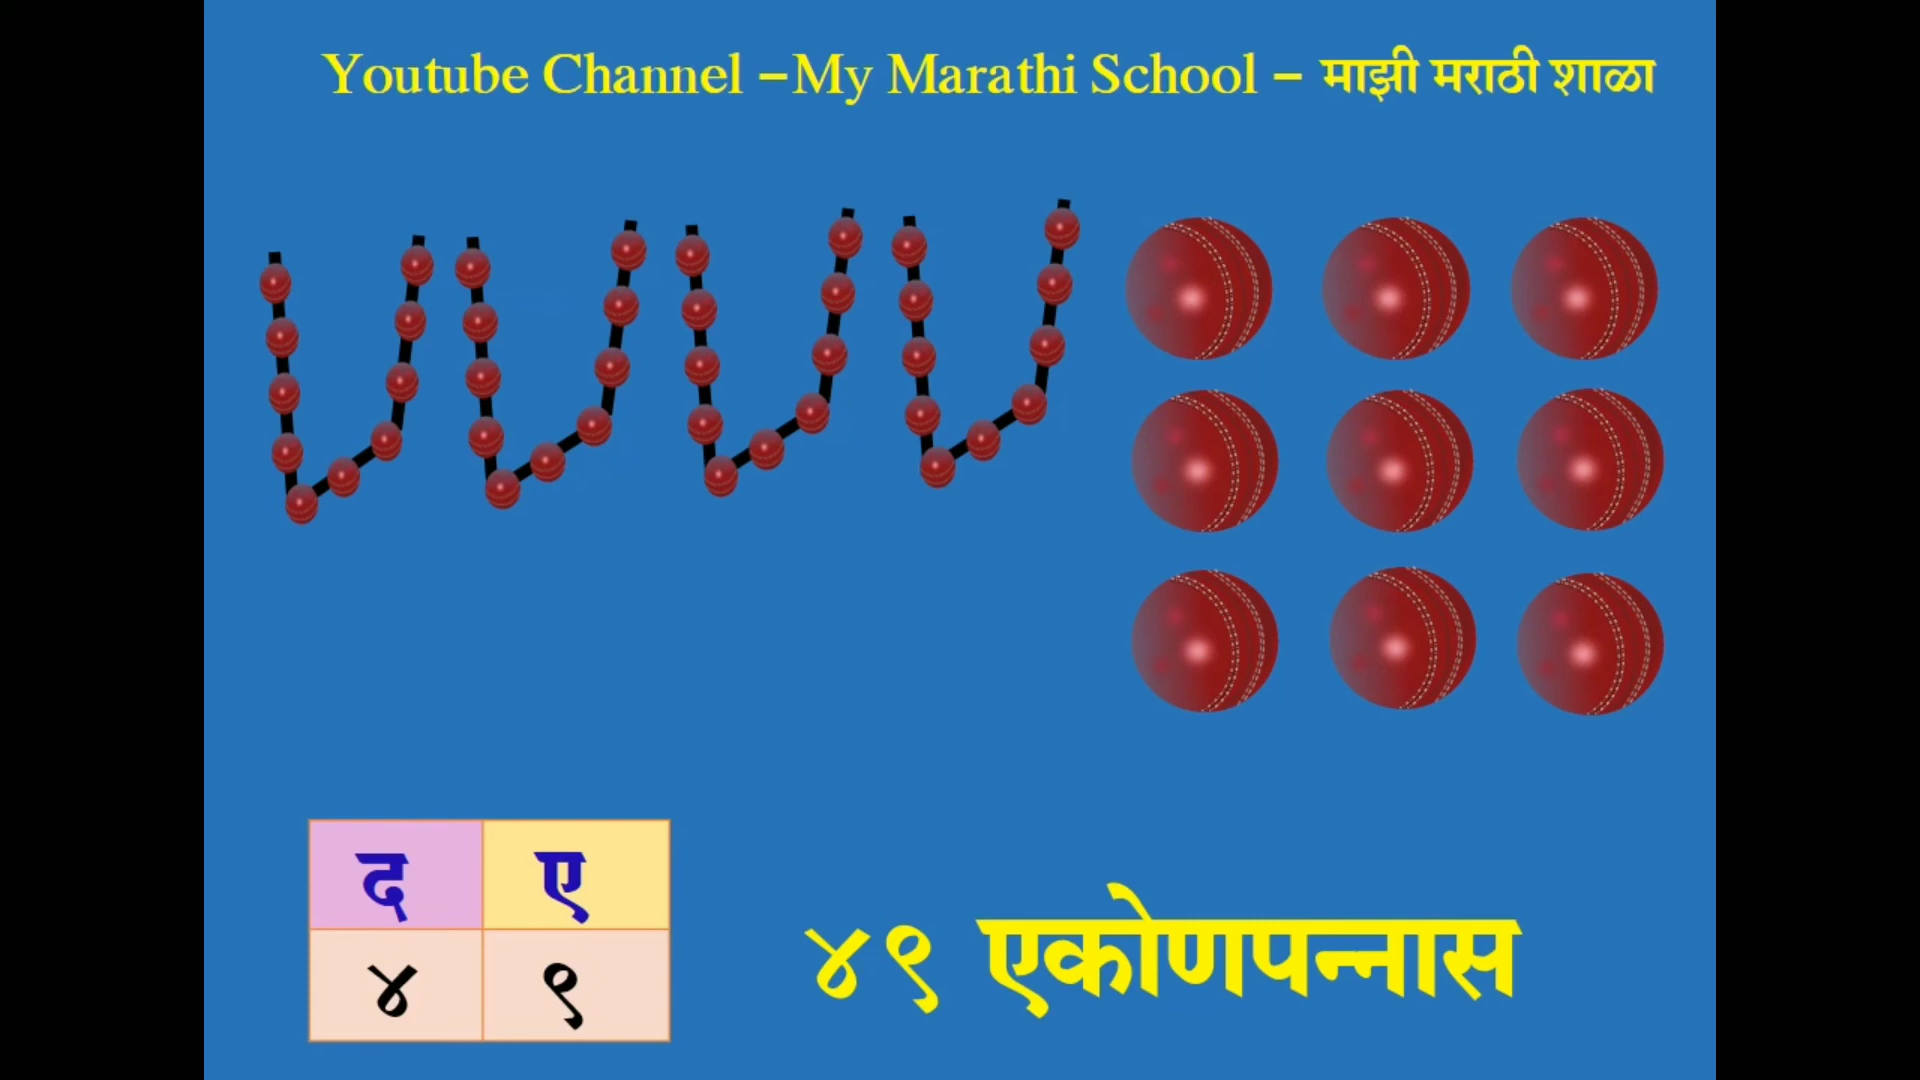 Youtube Channel –My Marathi School – माझी मराठी शाळा
द ए
४ ९
४९ एकोणपन्नास